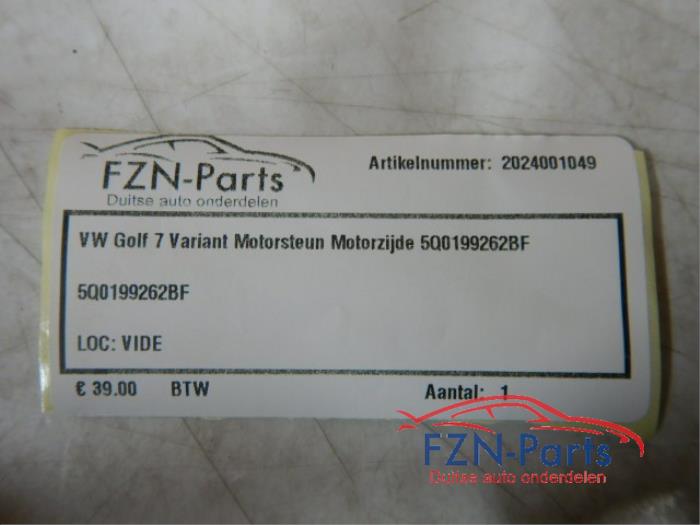 FZN-Parts
Duitse auto onderdelen
Artikelnummer: 2024001049
VW Golf 7 Variant Motorsteun Motorzijde 5Q0199262BF
5Q0199262BF
LOC: VIDE
€ 39.00 BTW Aantal: 1
FZN-Parts
Duitse auto onderdelen